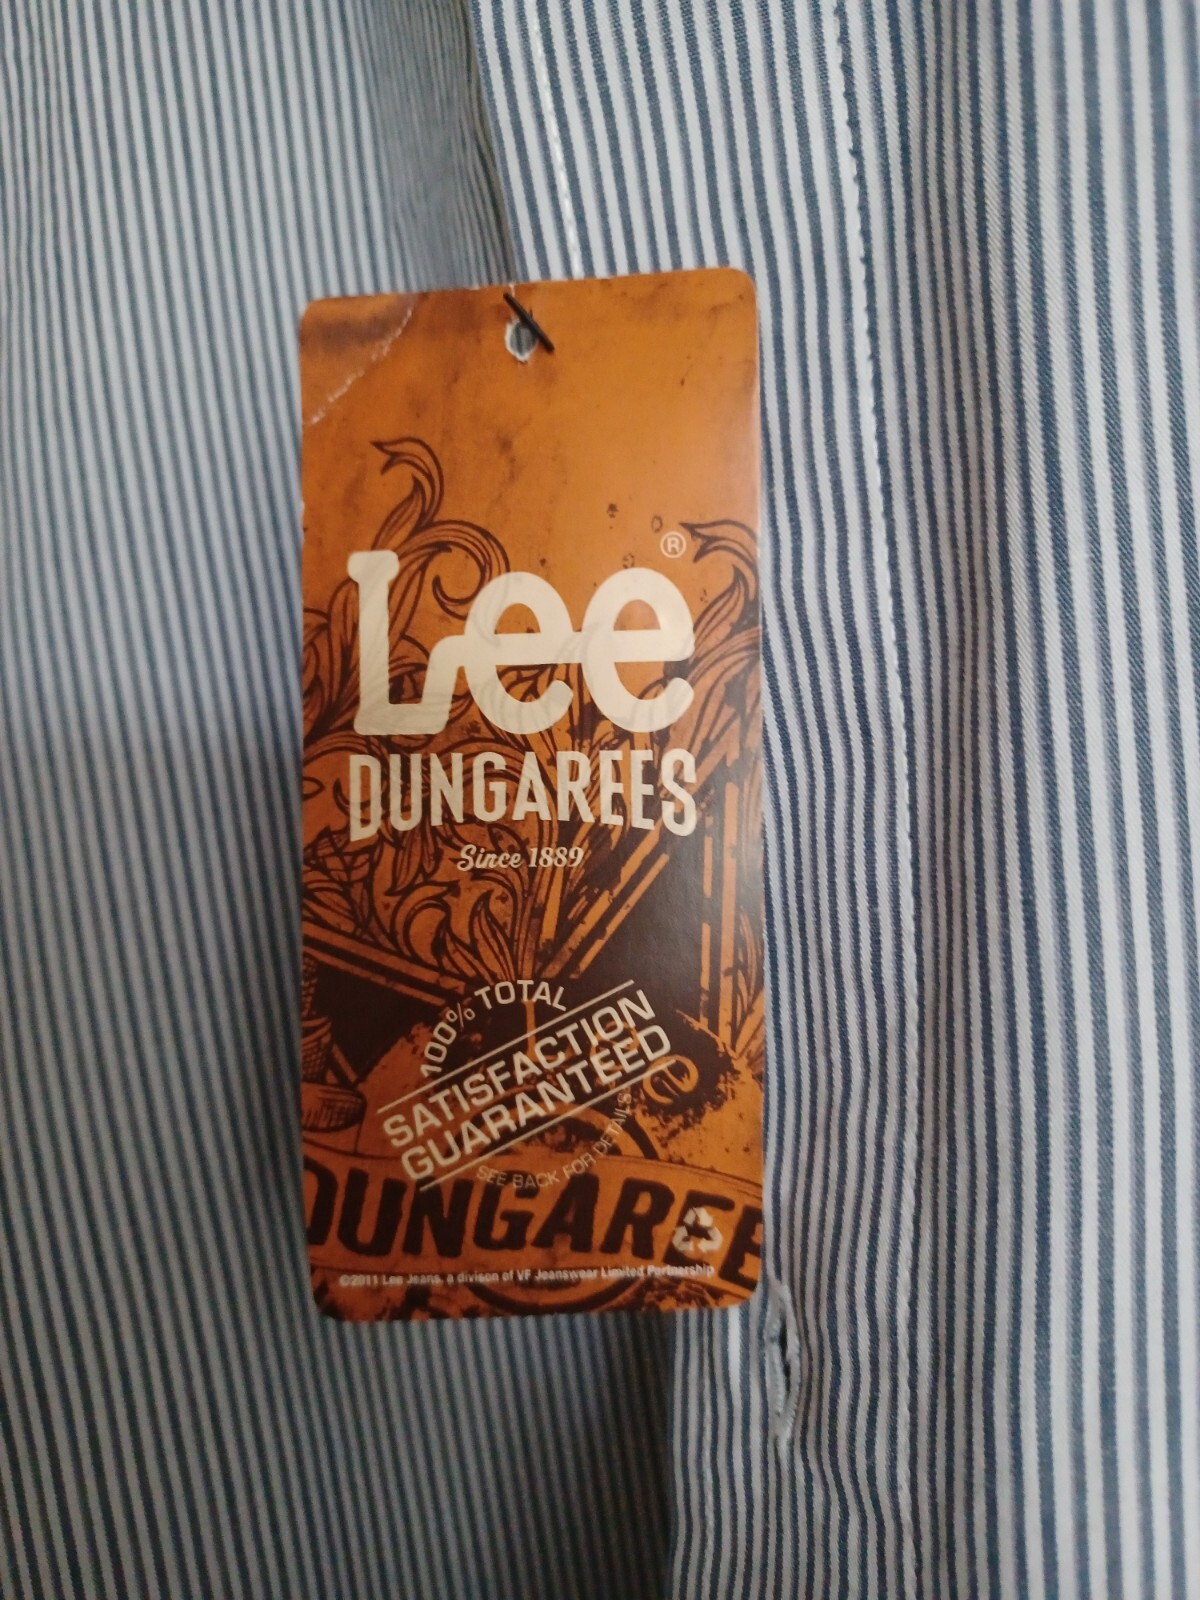 Lee®
DUNGAREES
Since 1889
100% TOTAL
SATISFACTION
GUARANTEED
SEE BACK FOR DETAILS
DUNGAREE
©2011 Lee Jeans, a divison of VF Jeanswear Limited Partnership